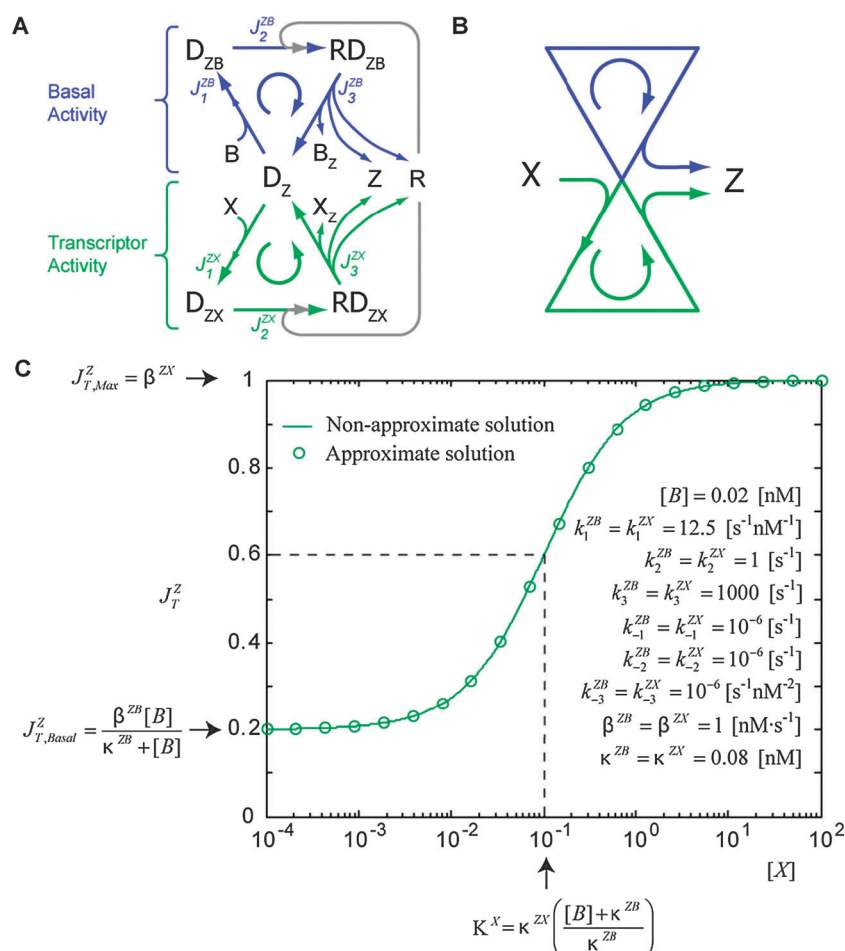 A
B
Basal
Activity
Transcriptor
Activity
D_ZB
J_2^ZB
RD_ZB
J_1^ZB
J_3^ZB
B
B_Z
D_Z
Z
R
X
X_Z
J_1^ZX
J_3^ZX
D_ZX
J_2^ZX
RD_ZX
X
Z
C
J^Z_T,Max = β^ZX
1
0.8
0.6
0.4
0.2
0
J_T^Z
J^Z_T,Basal = β^ZB[B] / κ^ZB + [B]
Non-approximate solution
Approximate solution
[B] = 0.02 [nM]
k_1^ZB = k_1^ZX = 12.5 [s^-1nM^-1]
k_2^ZB = k_2^ZX = 1 [s^-1]
k_3^ZB = k_3^ZX = 1000 [s^-1]
k_-1^ZB = k_-1^ZX = 10^-6 [s^-1]
k_-2^ZB = k_-2^ZX = 10^-6 [s^-1]
k_-3^ZB = k_-3^ZX = 10^-6 [s^-1nM^-2]
β^ZB = β^ZX = 1 [nM·s^-1]
κ^ZB = κ^ZX = 0.08 [nM]
10^-4 10^-3 10^-2 10^-1 10^0 10^1 10^2
[X]
K^X = κ^ZX ([B] + κ^ZB / κ^ZB)